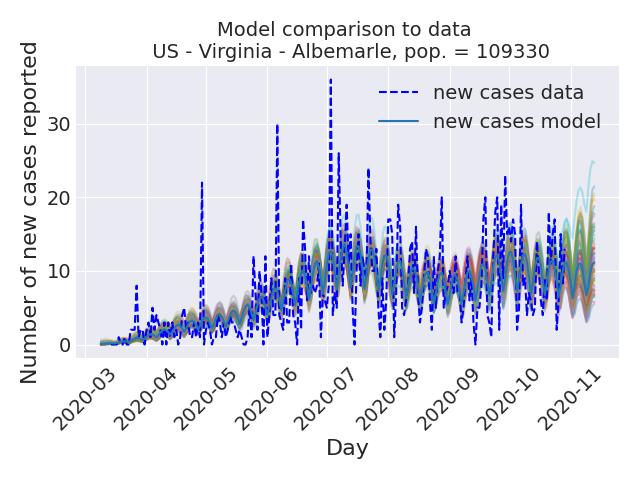 Model comparison to data
US - Virginia - Albemarle, pop. = 109330
Number of new cases reported
30
20
10
0
new cases data
new cases model
2020-03
2020-04
2020-05
2020-06
2020-07
2020-08
2020-09
2020-10
2020-11
Day